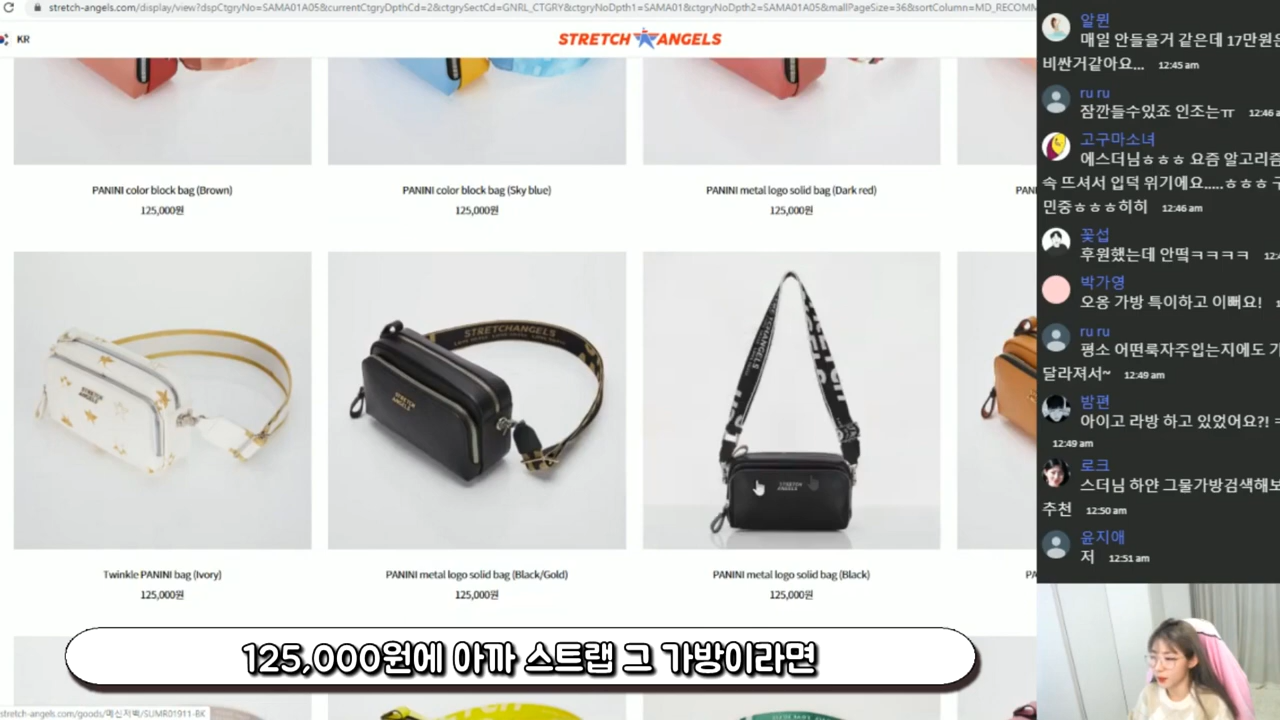 stretch-angels.com/display/view?dspCtgryNo=SAMA01A05&currentCtgryDpthCd=2&ctgrySectCd=GNRL_CTGRY&ctgryNoDpth1=SAMA01&ctgryNoDpth2=SAMA01A05&mallPageSize=36&sortColumn=MD_RECOMM
KR
STRETCH ANGELS
PANINI color block bag (Brown)
125,000원
PANINI color block bag (Sky blue)
125,000원
PANINI metal logo solid bag (Dark red)
125,000원
STRETCH ANGELS
STRETCHANGELS
STRETCH ANGELS
STRETCH ANGELS
Twinkle PANINI bag (Ivory)
125,000원
PANINI metal logo solid bag (Black/Gold)
125,000원
PANINI metal logo solid bag (Black)
125,000원
125,000원에 아까 스트랩 그 가방이라면
알뮌
매일 안들을거 같은데 17만원은
비싼거같아요... 12:45 am
ru ru
잠깐들수있죠 인조는ㅠ 12:46 a
고구마소녀
에스더님ㅎㅎㅎ 요즘 알고리즘
속 뜨셔서 입덕 위기에요.....ㅎㅎㅎ 구
민중ㅎㅎㅎ히히 12:46 am
꽃섭
후원했는데 안떸ㅋㅋㅋㅋ
박가영
오옹 가방 특이하고 이뻐요!
ru ru
평소 어떤룩자주입는지에도
달라져서~ 12:49 am
밤편
아이고 라방 하고 있었어요?!
12:49 am
로크
스더님 하얀 그물가방검색해보
추천 12:50 am
윤지애
저 12:51 am